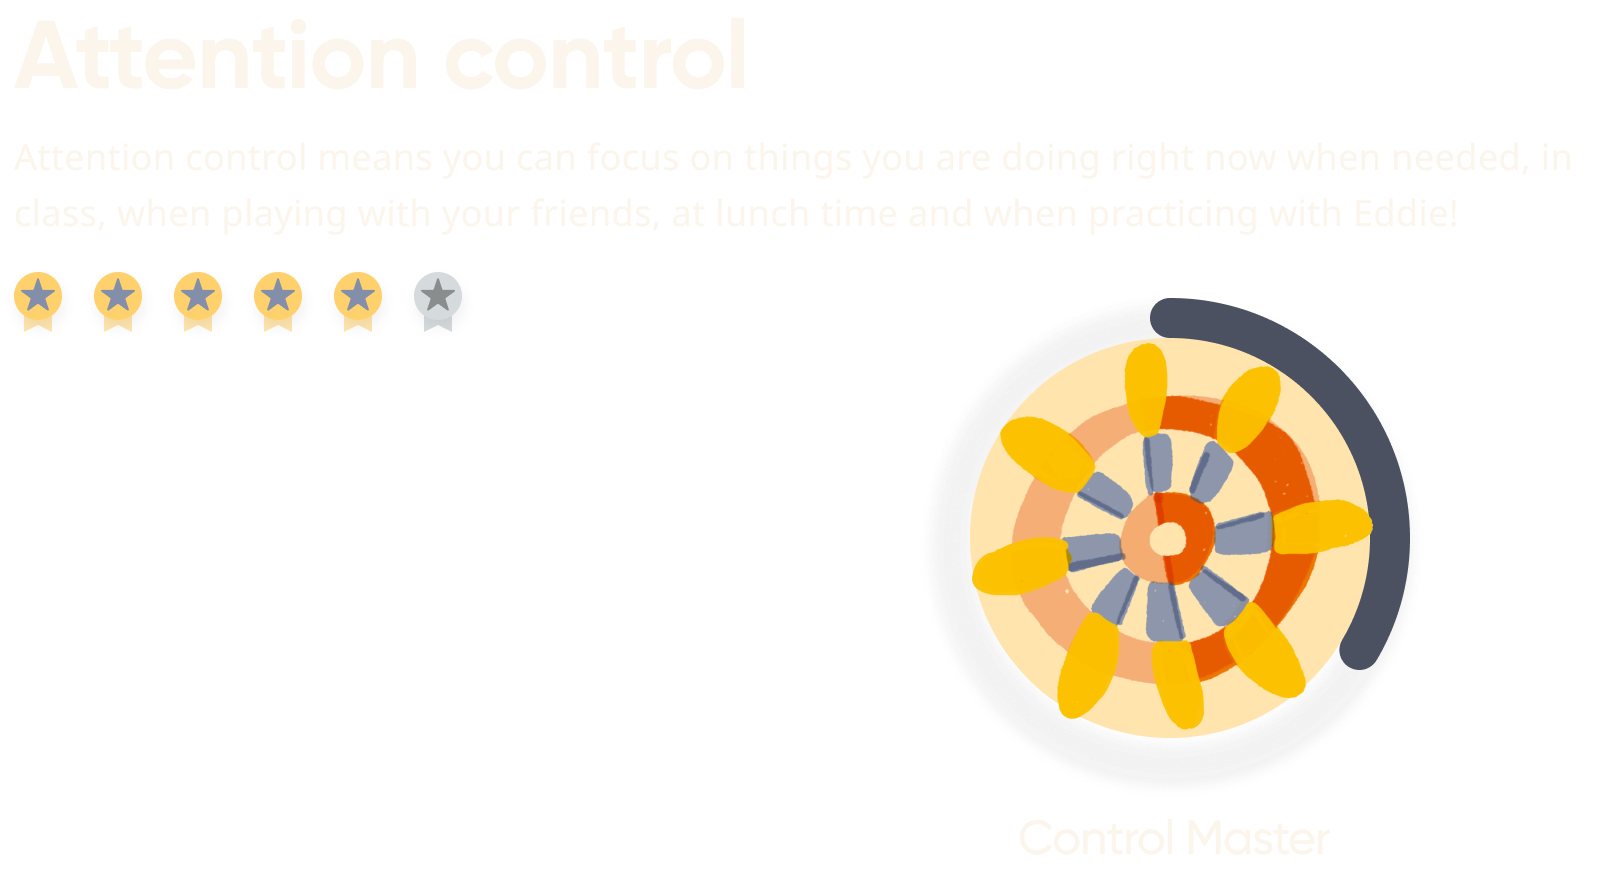 Attention control
Attention control means you can focus on things you are doing right now when needed, in
class, when playing with your friends, at lunch time and when practicing with Eddie!
Control Master